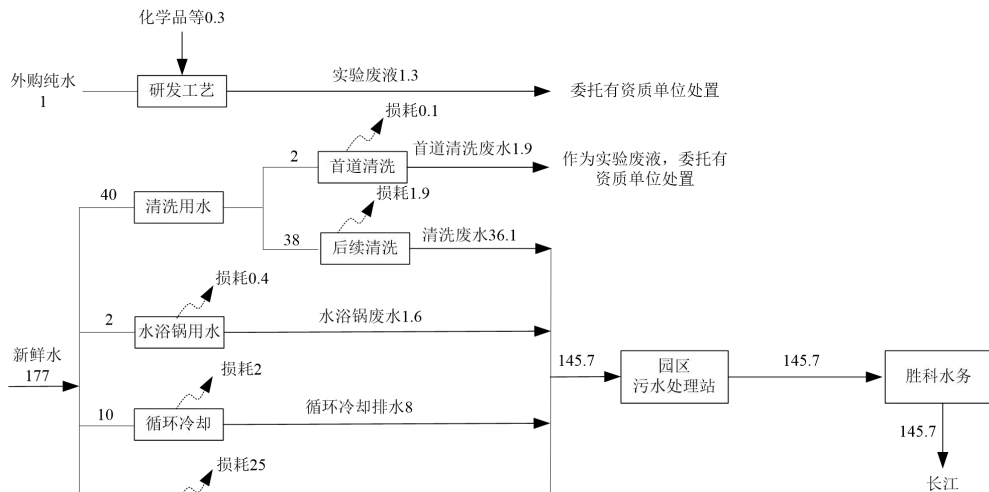 化学品等0.3
外购纯水
1
研发工艺
实验废液1.3
委托有资质单位处置
损耗0.1
2
首道清洗
首道清洗废水1.9
作为实验废液，委托有
资质单位处置
40
清洗用水
损耗1.9
38
后续清洗
清洗废水36.1
损耗0.4
2
水浴锅用水
水浴锅废水1.6
新鲜水
177
145.7
园区
污水处理站
145.7
胜科水务
损耗2
10
循环冷却
循环冷却排水8
145.7
损耗25
长江